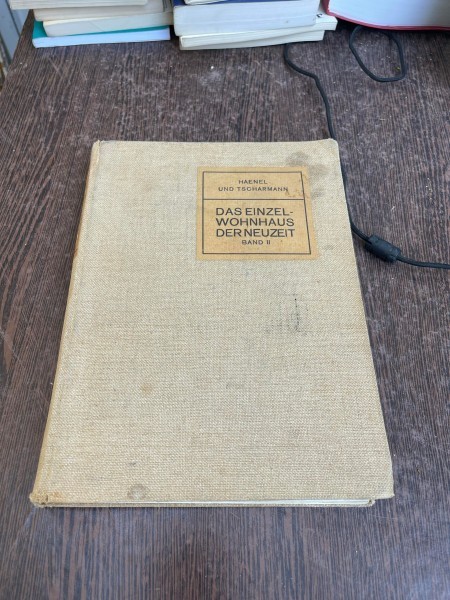 HAENEL
UND TSCHARMANN
DAS EINZEL-
WOHNHAUS
DER NEUZEIT
BAND II